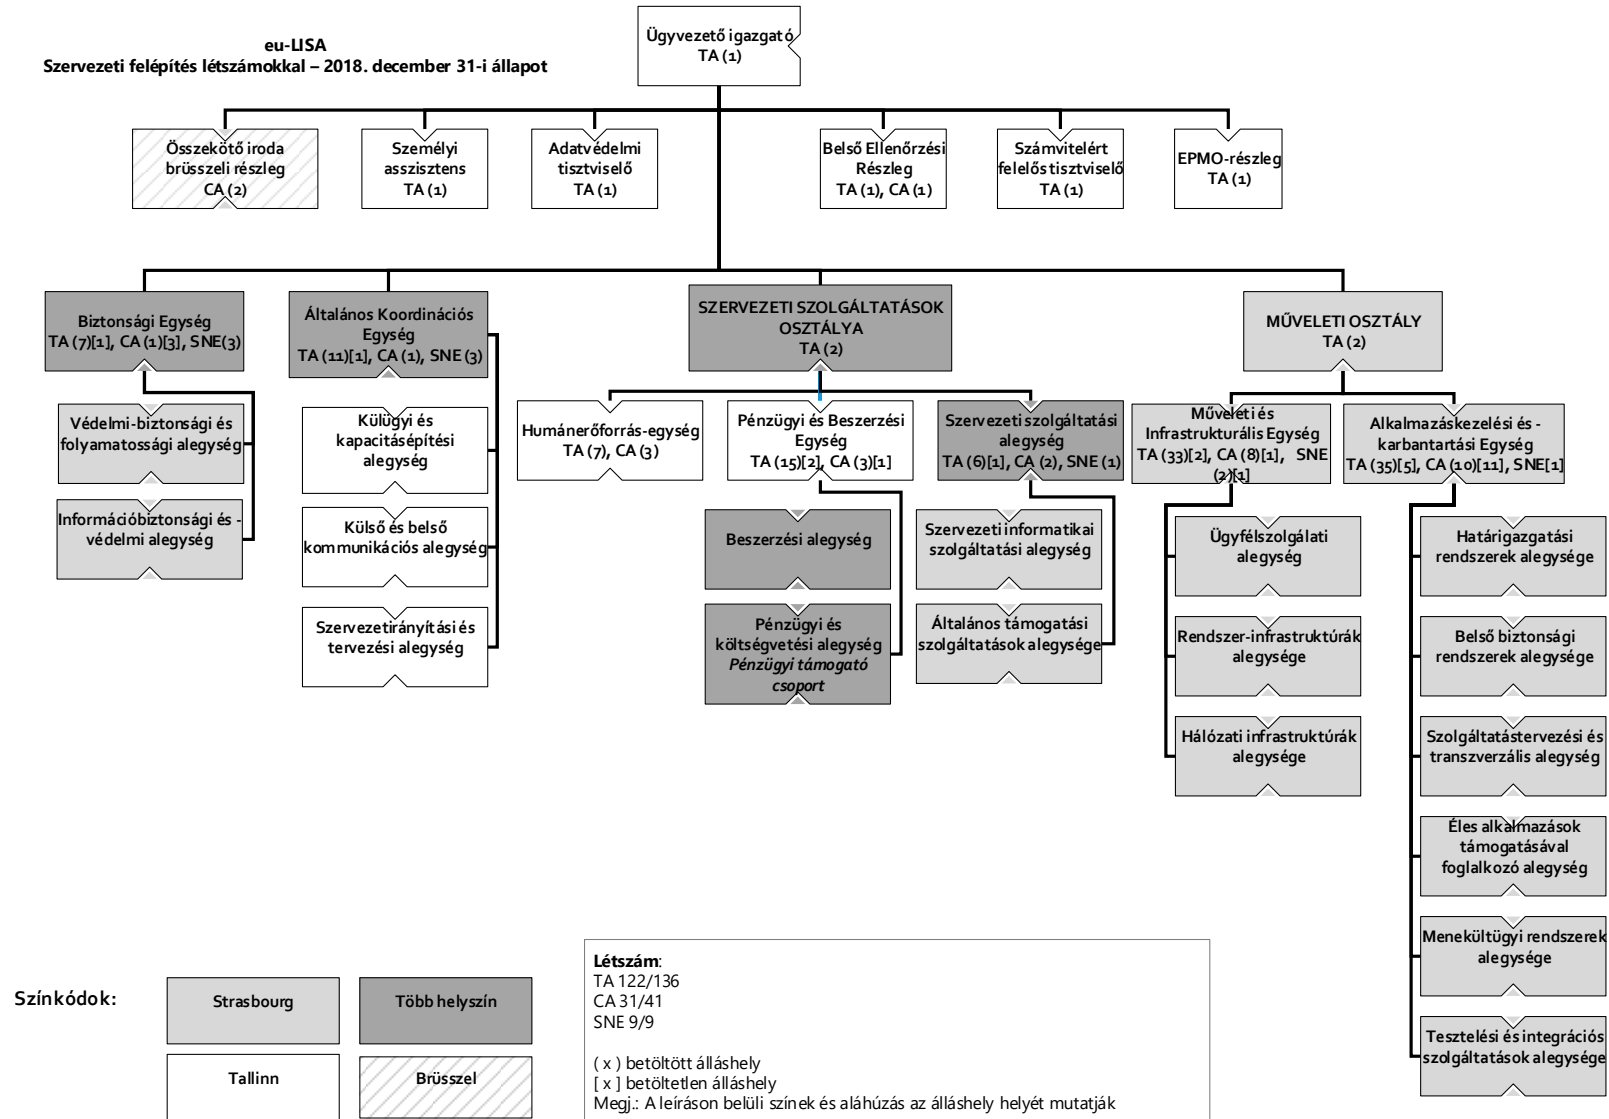 eu-LISA
Szervezeti felépítés létszámokkal – 2018. december 31-i állapot
Ügyvezető igazgató
TA (1)
Összekötő iroda
brüsszeli részleg
CA (2)
Személyi
asszisztens
TA (1)
Adatvédelmi
tisztviselő
TA (1)
Belső Ellenőrzési
Részleg
TA (1), CA (1)
Számvitelért
felelős tisztviselő
TA (1)
EPMO-részleg
TA (1)
Biztonsági Egység
TA (7)[1], CA (1)[3], SNE(3)
Védelmi-biztonsági és
folyamatossági alegység
Információbiztonsági és -
védelmi alegység
Általános Koordinációs
Egység
TA (11)[1], CA (1), SNE (3)
Külügyi és
kapacitásépítési
alegység
Külső és belső
kommunikációs alegység
Szervezetirányítási és
tervezési alegység
SZERVEZETI SZOLGÁLTATÁSOK
OSZTÁLYA
TA (2)
Humánerőforrás-egység
TA (7), CA (3)
Pénzügyi és Beszerzési
Egység
TA (15)[2], CA (3)[1]
Beszerzési alegység
Pénzügyi és
költségvetési alegység
Pénzügyi támogató
csoport
Szervezeti szolgáltatási
alegység
TA (6)[1], CA (2), SNE (1)
Szervezeti informatikai
szolgáltatási alegység
Általános támogatási
szolgáltatások alegysége
MŰVELETI OSZTÁLY
TA (2)
Műveleti és
Infrastrukturális Egység
TA (33)[2], CA (8)[1], SNE
(2)[1]
Ügyfélszolgálati
alegység
Rendszer-infrastruktúrák
alegysége
Hálózati infrastruktúrák
alegysége
Alkalmazáskezelési és -
karbantartási Egység
TA (35)[5], CA (10)[11], SNE[1]
Határigazgatási
rendszerek alegysége
Belső biztonsági
rendszerek alegysége
Szolgáltatástervezési és
transzverzális alegység
Éles alkalmazások
támogatásával
foglalkozó alegység
Menekültügyi rendszerek
alegysége
Tesztelési és integrációs
szolgáltatások alegysége
Színkódok:
Strasbourg
Több helyszín
Tallinn
Brüsszel
Létszám:
TA 122/136
CA 31/41
SNE 9/9
( x ) betöltött álláshely
[ x ] betöltetlen álláshely
Megj.: A leíráson belüli színek és aláhúzás az álláshely helyét mutatják